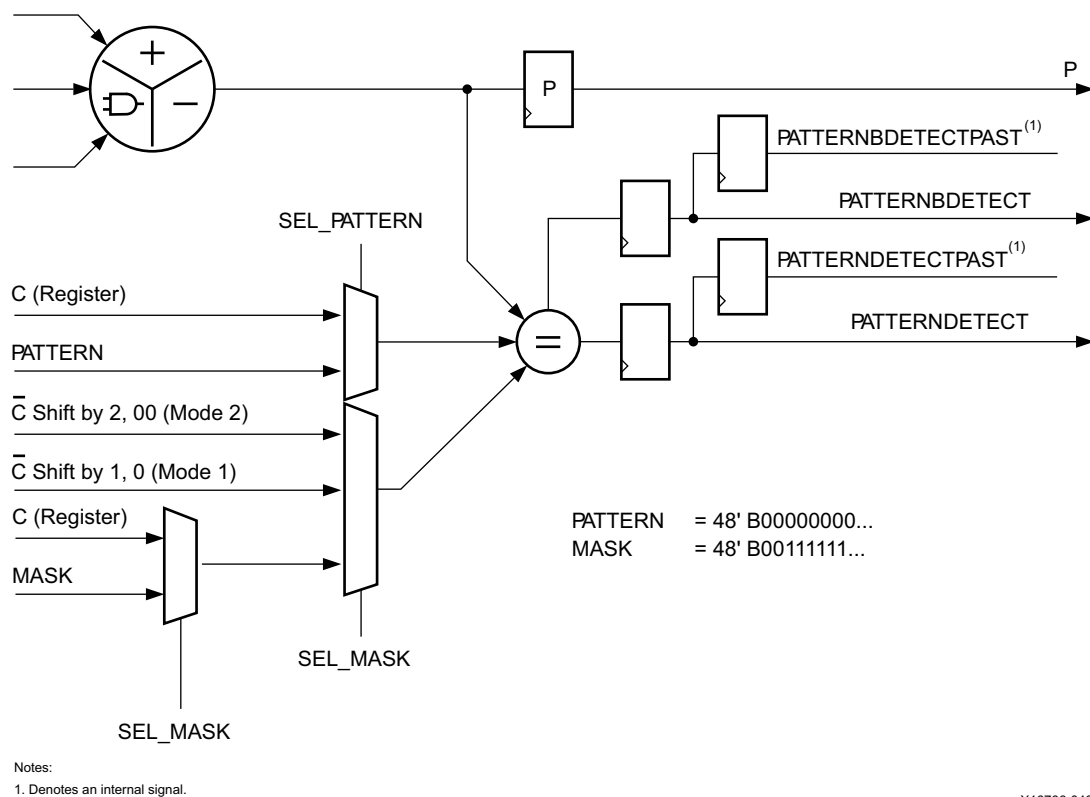 P
P
PATTERNBDETECTPAST(1)
PATTERNBDETECT
SEL_PATTERN
PATTERNDETECTPAST(1)
C (Register)
PATTERNDETECT
PATTERN
C̅ Shift by 2, 00 (Mode 2)
C̅ Shift by 1, 0 (Mode 1)
C (Register)
PATTERN = 48' B00000000...
MASK = 48' B00111111...
MASK
SEL_MASK
SEL_MASK
Notes:
1. Denotes an internal signal.